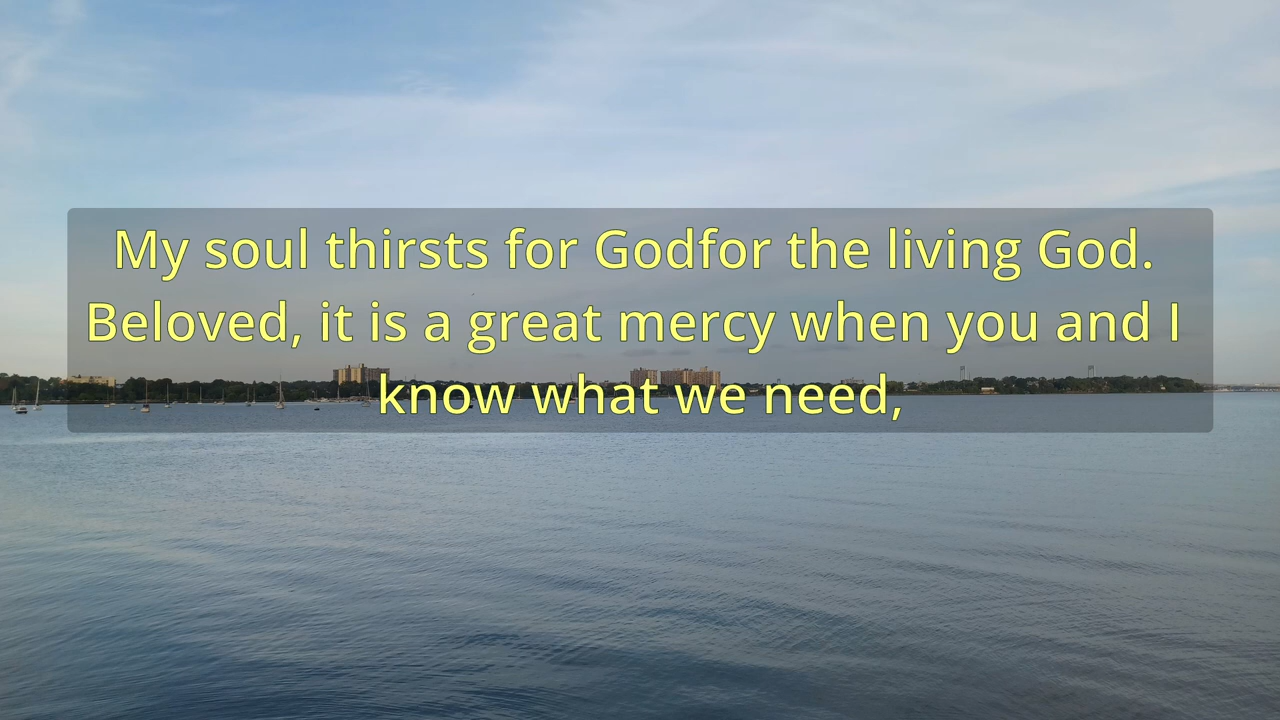 My soul thirsts for Godfor the living God.
Beloved, it is a great mercy when you and I
know what we need,